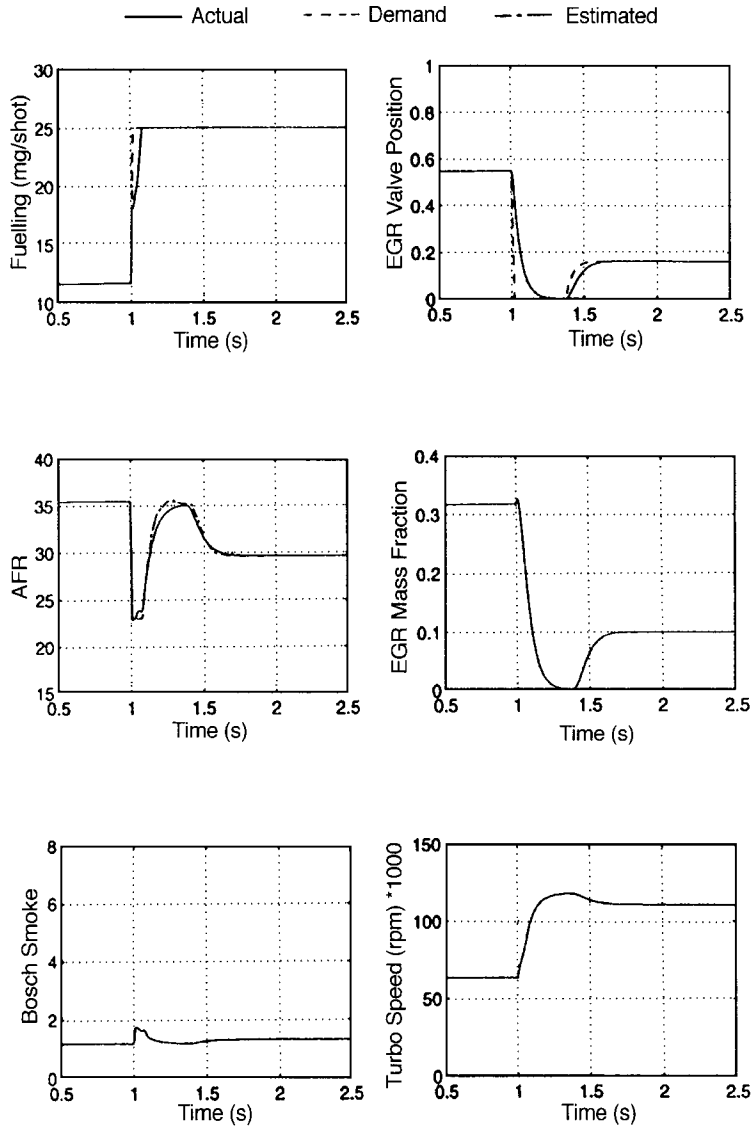 Actual Demand Estimated
Fuelling (mg/shot)
30
25
20
15
10
0.5 1 1.5 2 2.5
Time (s)
EGR Valve Position
1
0.8
0.6
0.4
0.2
0
0.5 1 1.5 2 2.5
Time (s)
AFR
40
35
30
25
20
15
0.5 1 1.5 2 2.5
Time (s)
EGR Mass Fraction
0.4
0.3
0.2
0.1
0
0.5 1 1.5 2 2.5
Time (s)
Bosch Smoke
8
6
4
2
0
0.5 1 1.5 2 2.5
Time (s)
Turbo Speed (rpm) *1000
150
100
50
0
0.5 1 1.5 2 2.5
Time (s)